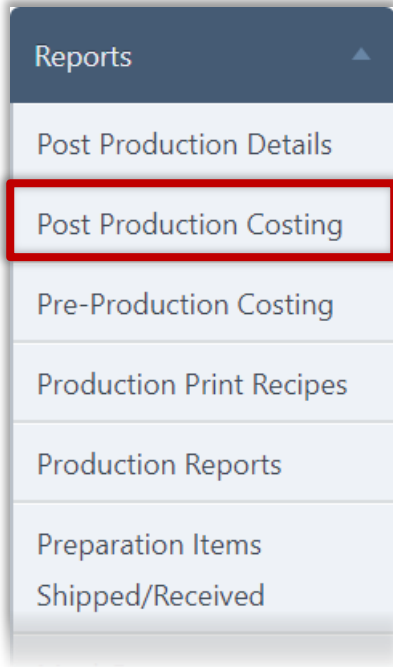 Reports
Post Production Details
Post Production Costing
Pre-Production Costing
Production Print Recipes
Production Reports
Preparation Items
Shipped/Received